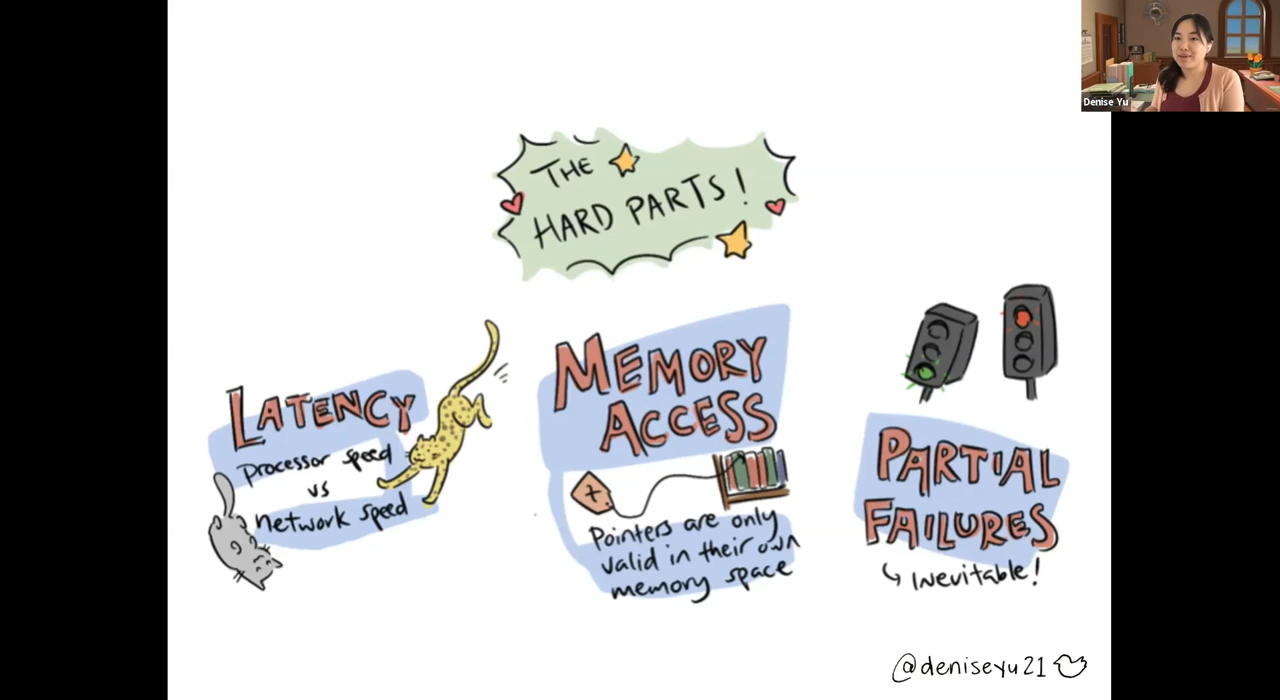 Denise Yu
THE
HARD PARTS!
LATENCY
processor speed
vs
network speed
MEMORY
ACCESS
Pointers are only
valid in their own
memory space
PARTIAL
FAILURES
↳ Inevitable!
@deniseyu21